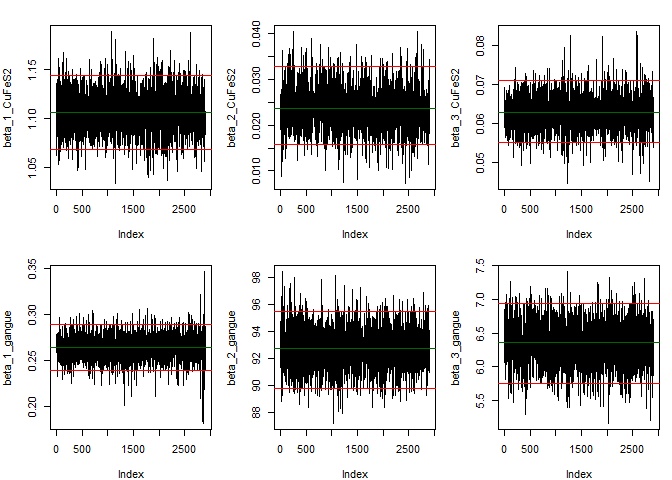 beta_1_CuFeS2
1.05 1.10 1.15
0 500 1500 2500
Index
beta_2_CuFeS2
0.010 0.020 0.030 0.040
0 500 1500 2500
Index
beta_3_CuFeS2
0.05 0.06 0.07 0.08
0 500 1500 2500
Index
beta_1_gangue
0.20 0.25 0.30 0.35
0 500 1500 2500
Index
beta_2_gangue
88 90 92 94 96 98
0 500 1500 2500
Index
beta_3_gangue
5.5 6.0 6.5 7.0 7.5
0 500 1500 2500
Index